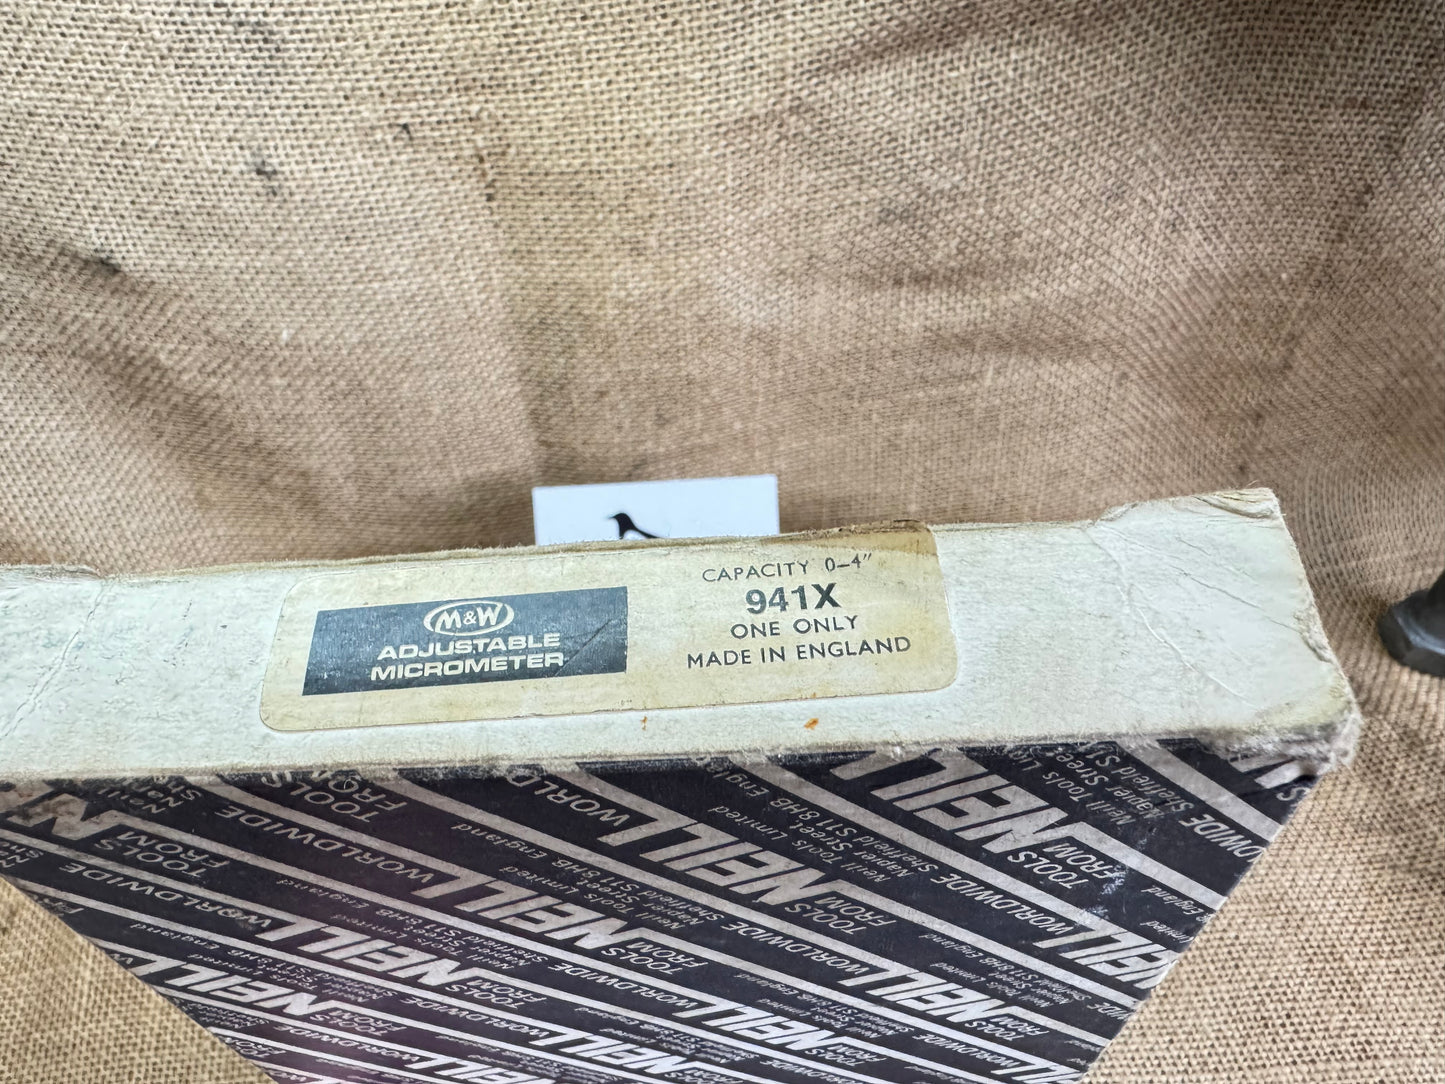 M&W
ADJUSTABLE
MICROMETER
CAPACITY 0–4"
941X
ONE ONLY
MADE IN ENGLAND
TOOLS
FROM
NEILL
WORLDWIDE
Neill Tools Limited
Napier Street
Sheffield S11 8HB England